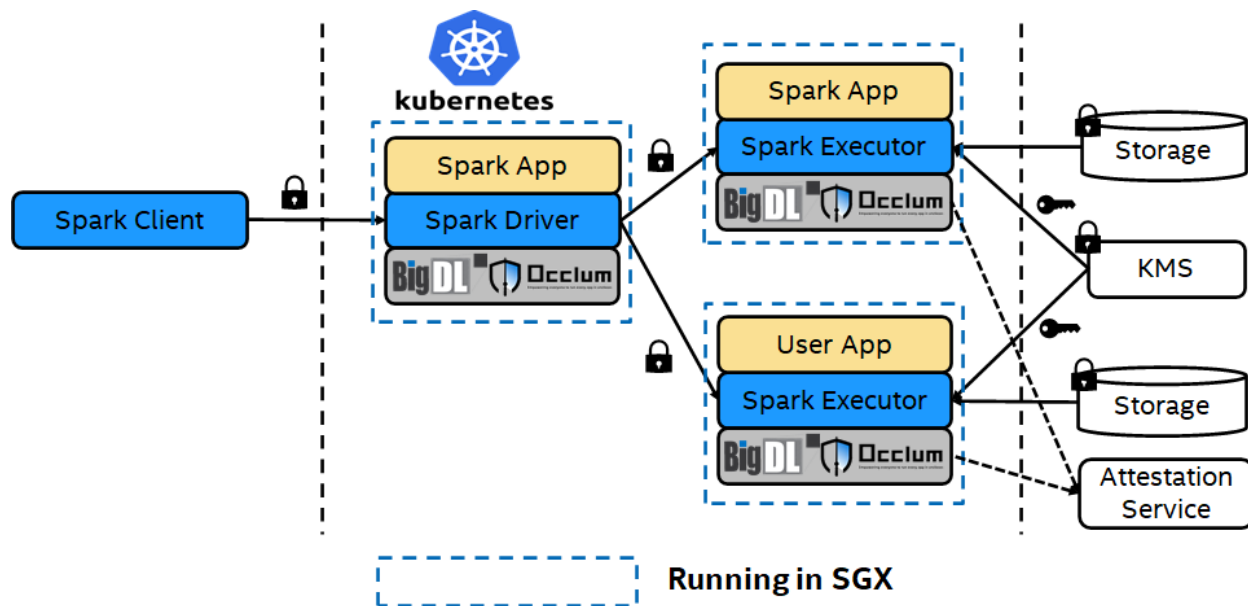 kubernetes
Spark Client
Spark App
Spark Driver
BigDL Occlum
Spark App
Spark Executor
BigDL Occlum
User App
Spark Executor
BigDL Occlum
Storage
KMS
Storage
Attestation
Service
Running in SGX